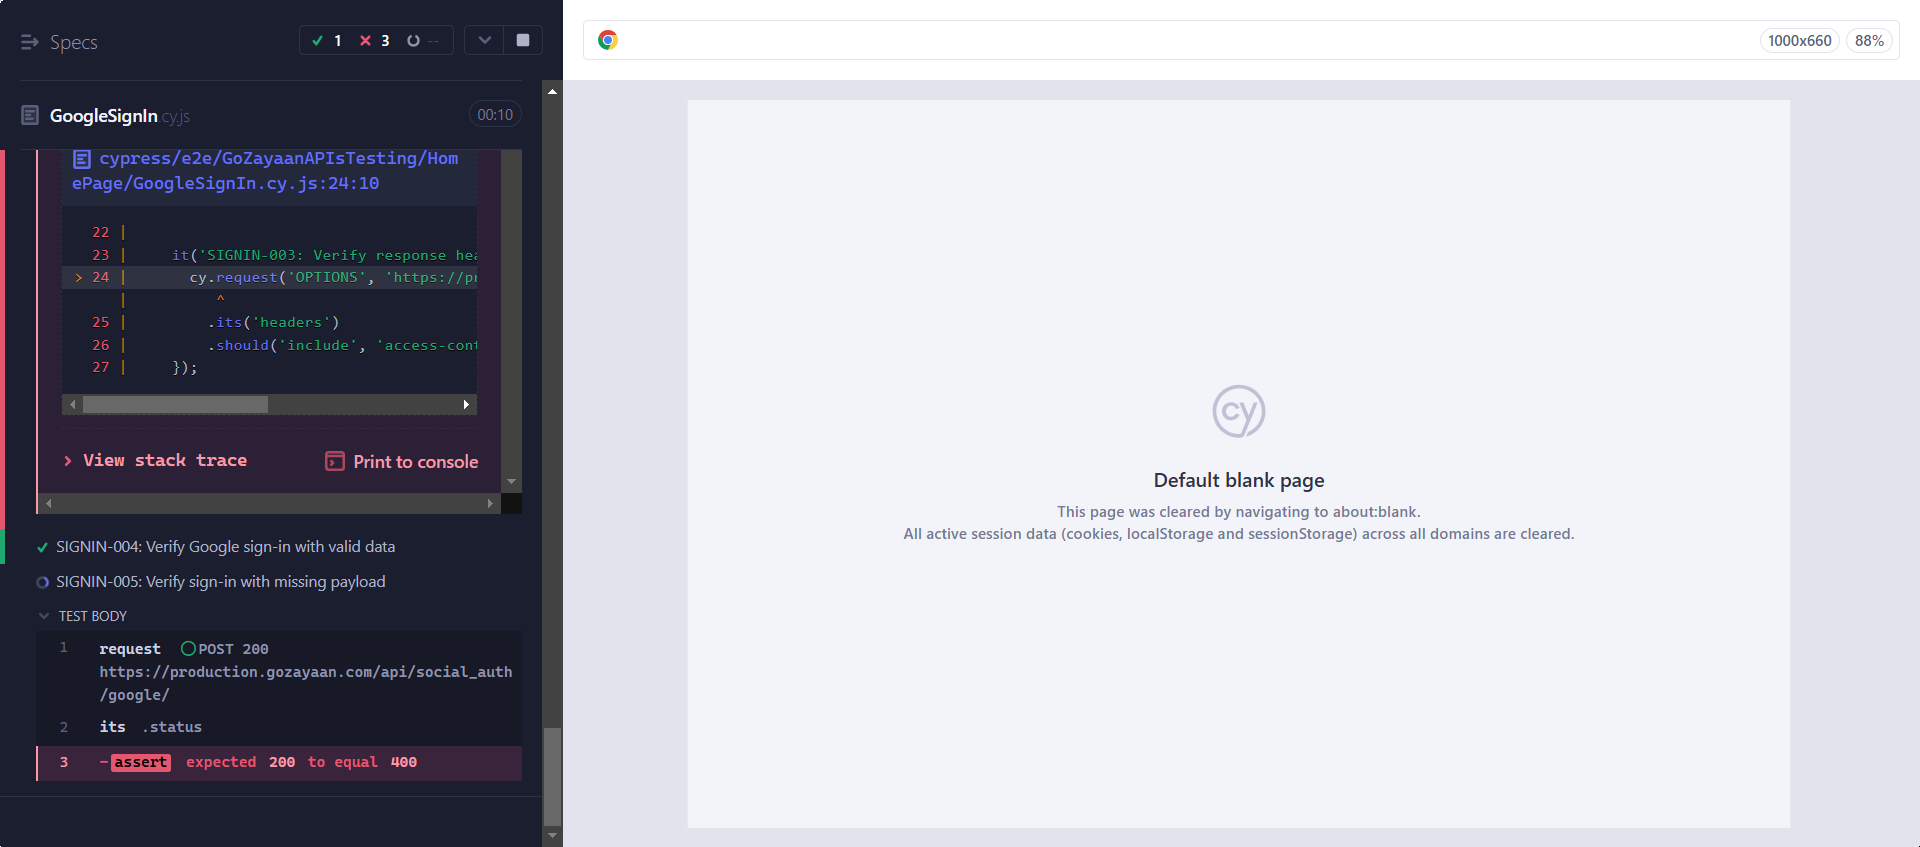 Specs
1 3 --
GoogleSignIn.cy.js 00:10
cypress/e2e/GoZayaanAPIsTesting/Hom
ePage/GoogleSignIn.cy.js:24:10
22 |
23 | it('SIGNIN-003: Verify response hea
> 24 | cy.request('OPTIONS', 'https://pr
| ^
25 | .its('headers')
26 | .should('include', 'access-cont
27 | });
> View stack trace Print to console
SIGNIN-004: Verify Google sign-in with valid data
SIGNIN-005: Verify sign-in with missing payload
TEST BODY
1 request POST 200
https://production.gozayaan.com/api/social_auth
/google/
2 its .status
3 -assert expected 200 to equal 400
1000x660 88%
cy
Default blank page
This page was cleared by navigating to about:blank.
All active session data (cookies, localStorage and sessionStorage) across all domains are cleared.